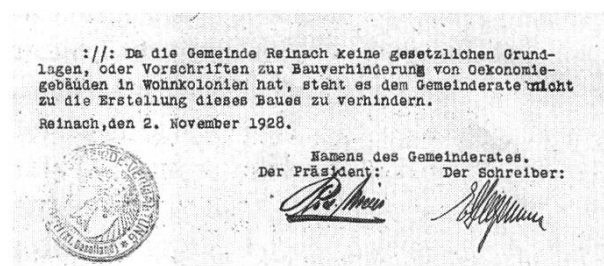 ://: Da die Gemeinde Reinach keine gesetzlichen Grund-
lagen, oder Vorschriften zur Bauverhinderung von Oekonomie-
gebäuden in Wohnkolonien hat, steht es dem Gemeinderate nicht
zu die Erstellung dieses Baues zu verhindern.
Reinach,den 2. November 1928.
Namens des Gemeinderates.
Der Präsident: Der Schreiber: